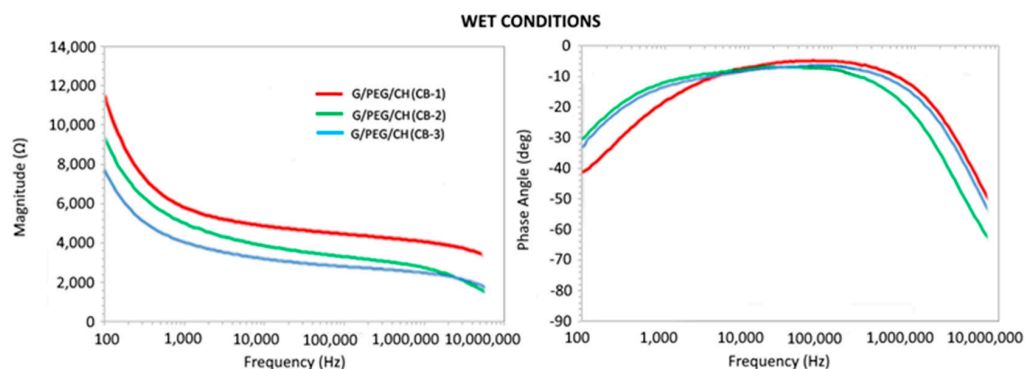 WET CONDITIONS
14,000
12,000
10,000
8,000
6,000
4,000
2,000
0
Magnitude (Ω)
G/PEG/CH(CB-1)
G/PEG/CH(CB-2)
G/PEG/CH(CB-3)
100 1,000 10,000 100,000 1,000,000 10,000,000
Frequency (Hz)
0
-10
-20
-30
-40
-50
-60
-70
-80
-90
Phase Angle (deg)
100 1,000 10,000 100,000 1,000,000 10,000,000
Frequency (Hz)